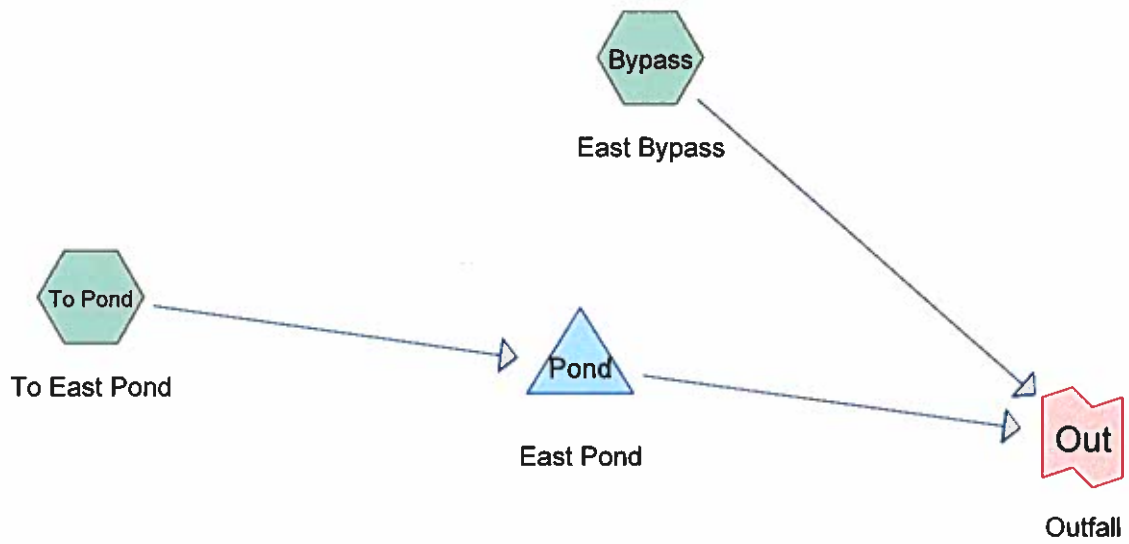 Bypass
East Bypass
To Pond
To East Pond
Pond
East Pond
Out
Outfall